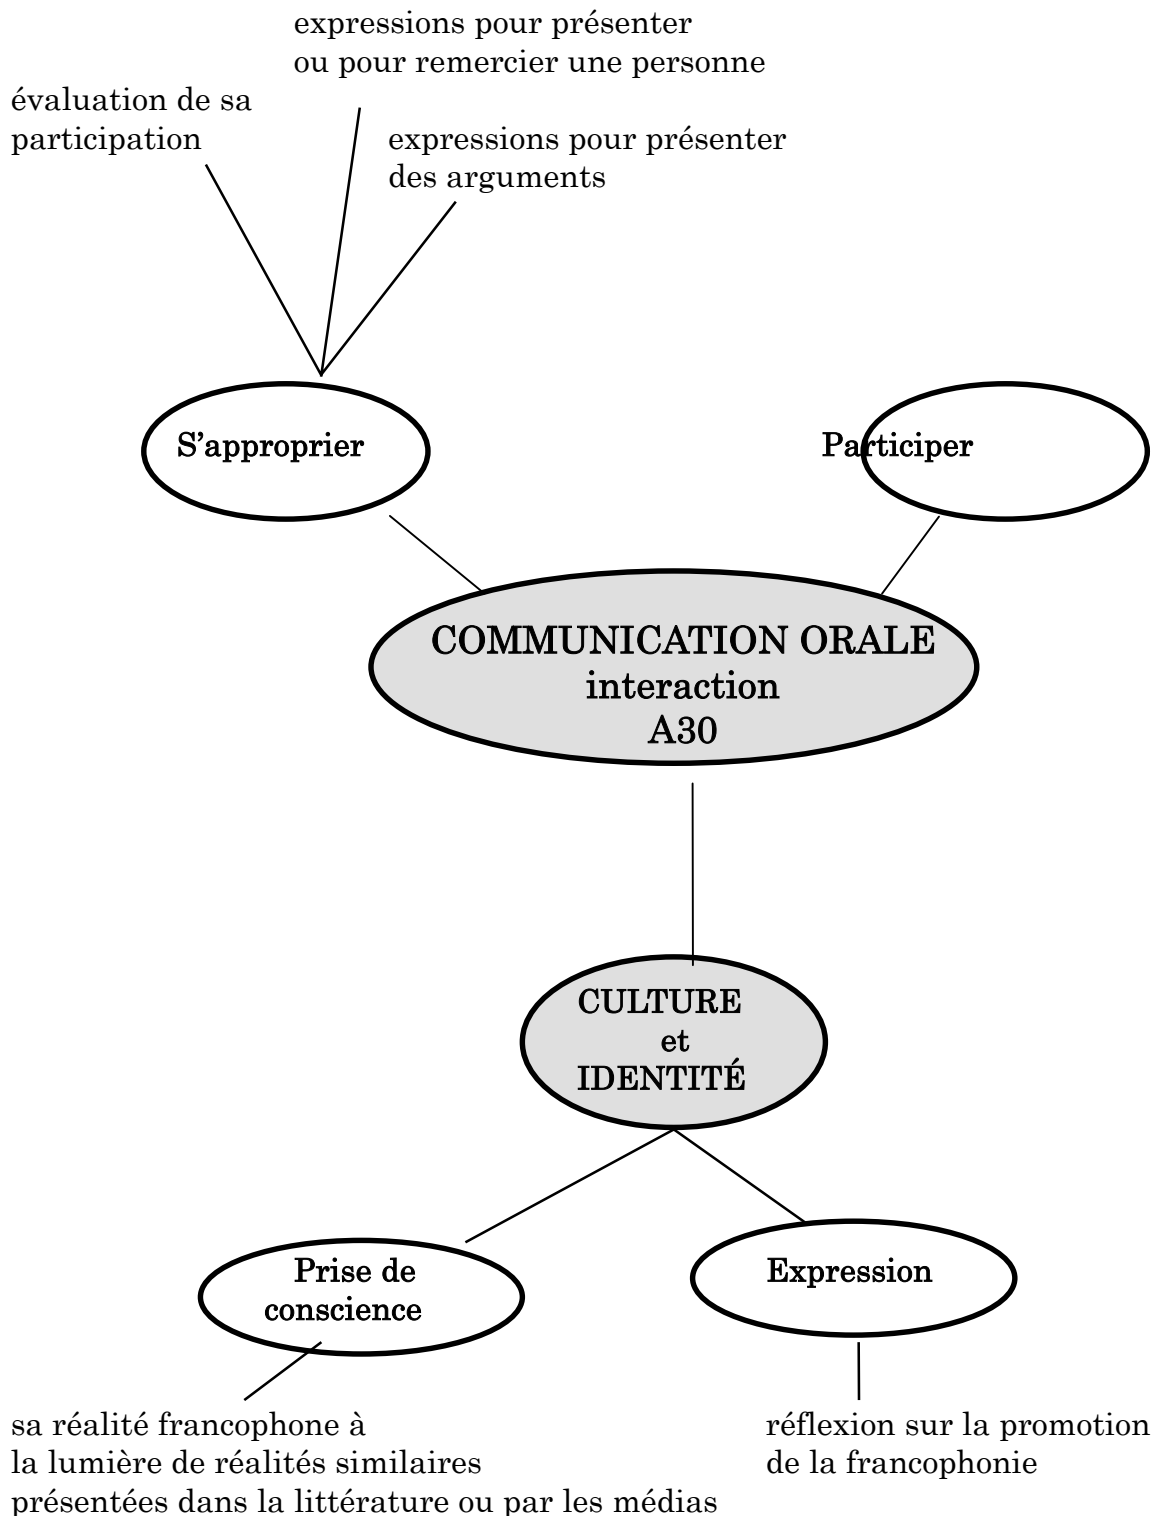 expressions pour présenter
ou pour remercier une personne
évaluation de sa
participation
expressions pour présenter
des arguments
S’approprier
Participer
COMMUNICATION ORALE
interaction
A30
CULTURE
et
IDENTITÉ
Prise de
conscience
Expression
sa réalité francophone à
la lumière de réalités similaires
présentées dans la littérature ou par les médias
réflexion sur la promotion
de la francophonie